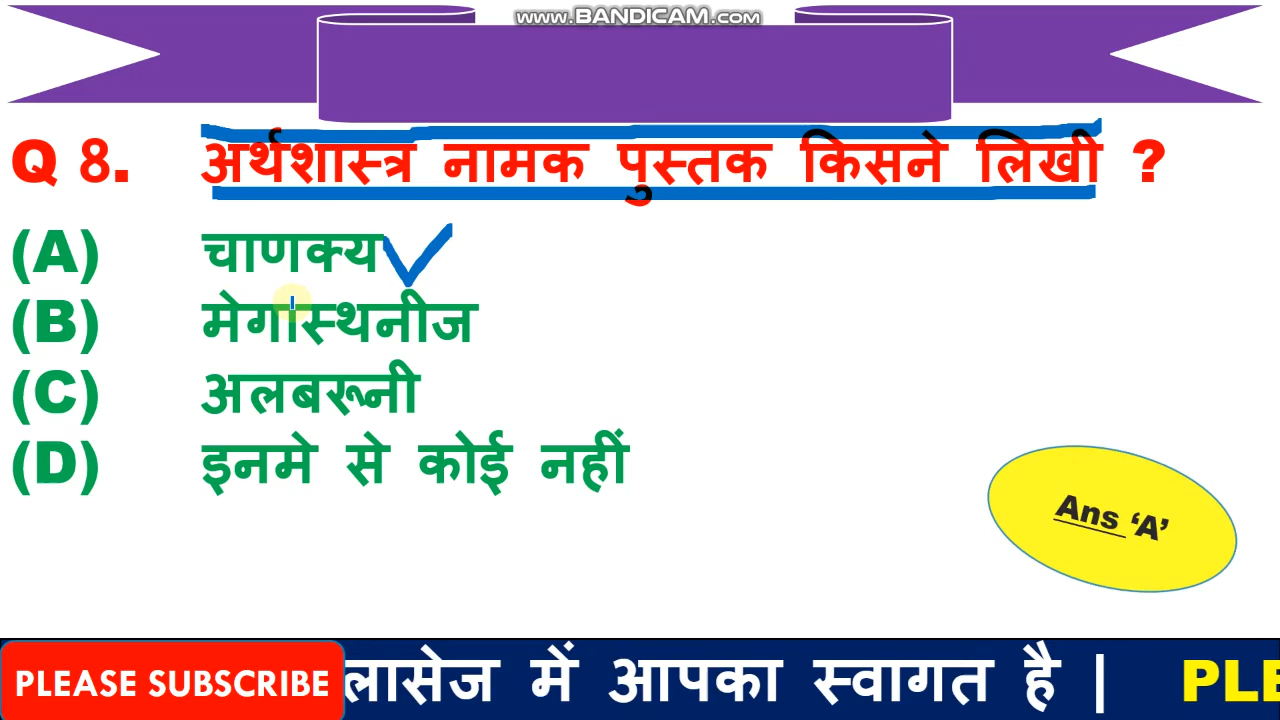 www.BANDICAM.com
Q 8. अर्थशास्त्र नामक पुस्तक किसने लिखी ?
(A) चाणक्य
(B) मेगास्थनीज
(C) अलबरूनी
(D) इनमे से कोई नहीं
Ans ‘A’
PLEASE SUBSCRIBE लासेज में आपका स्वागत है | PLE